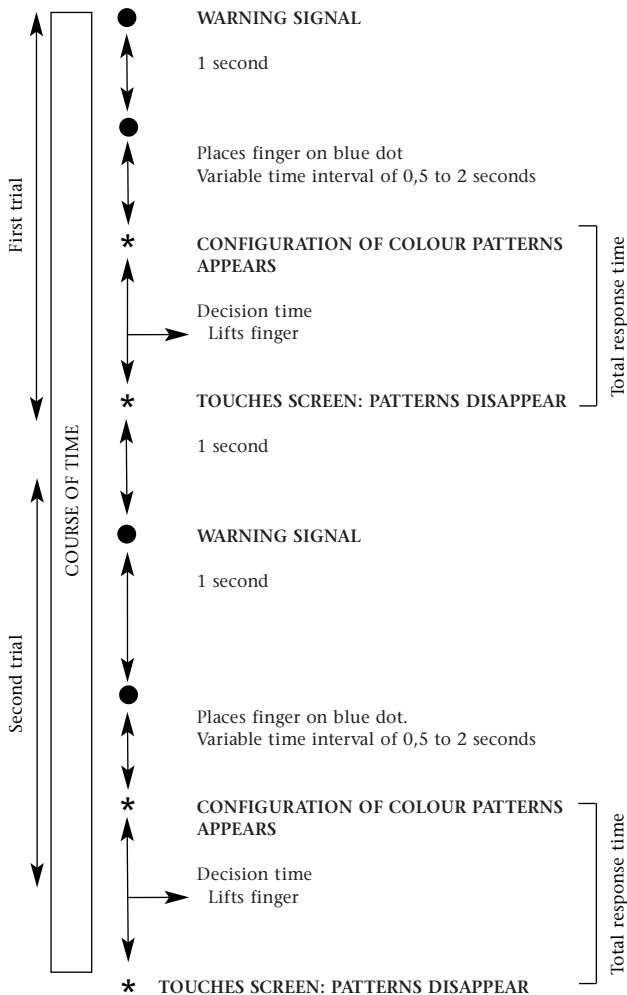 WARNING SIGNAL
1 second
Places finger on blue dot
Variable time interval of 0,5 to 2 seconds
First trial
CONFIGURATION OF COLOUR PATTERNS
APPEARS
Decision time
Lifts finger
Total response time
TOUCHES SCREEN: PATTERNS DISAPPEAR
1 second
COURSE OF TIME
WARNING SIGNAL
1 second
Second trial
Places finger on blue dot.
Variable time interval of 0,5 to 2 seconds
CONFIGURATION OF COLOUR PATTERNS
APPEARS
Decision time
Lifts finger
Total response time
TOUCHES SCREEN: PATTERNS DISAPPEAR